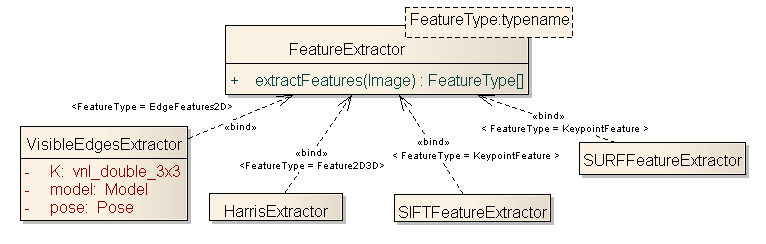 FeatureType:typename
FeatureExtractor
+ extractFeatures(Image) : FeatureType[]
<FeatureType = EdgeFeatures2D>
«bind»
«bind»
< FeatureType = KeypointFeature >
VisibleEdgesExtractor
- K: vnl_double_3x3
- model: Model
- pose: Pose
«bind»
<FeatureType = Feature2D3D>
«bind»
< FeatureType = KeypointFeature >
SURFFeatureExtractor
HarrisExtractor
SIFTFeatureExtractor